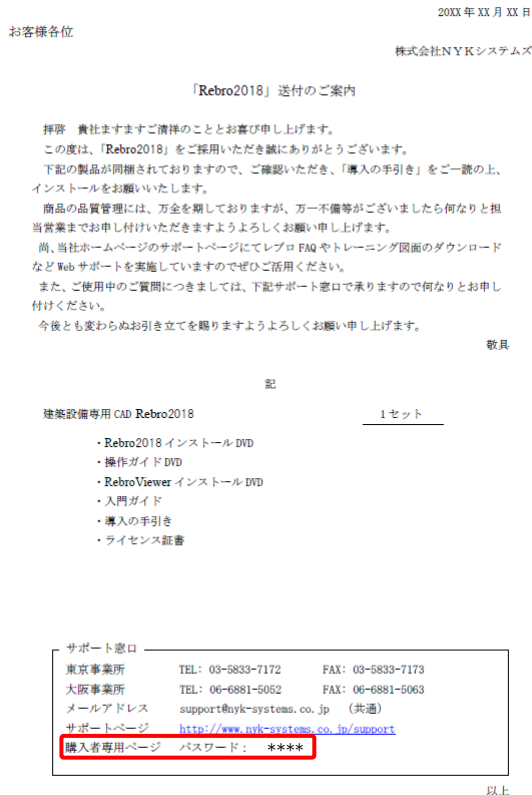 20XX 年 XX 月 XX 日
お客様各位
株式会社NYKシステムズ
「Rebro2018」送付のご案内
拝啓　貴社ますますご清祥のこととお喜び申し上げます。
この度は、「Rebro2018」をご採用いただき誠にありがとうございます。
下記の製品が同梱されておりますので、ご確認いただき、「導入の手引き」をご一読の上、
インストールをお願いいたします。
商品の品質管理には、万全を期しておりますが、万一不備等がございましたら何なりと担
当営業までお申し付けいただきますようよろしくお願い申し上げます。
尚、当社ホームページのサポートページにてレブロ FAQ やトレーニング図面のダウンロード
など Web サポートを実施していますのでぜひご活用ください。
また、ご使用中のご質問につきましては、下記サポート窓口で承りますので何なりとお申し
付けください。
今後とも変わらぬお引き立てを賜りますようよろしくお願い申し上げます。
敬具
記
建築設備専用 CAD Rebro2018　1セット
・Rebro2018 インストール DVD
・操作ガイド DVD
・RebroViewer インストール DVD
・入門ガイド
・導入の手引き
・ライセンス証書
サポート窓口
東京事業所　TEL: 03-5833-7172　FAX: 03-5833-7173
大阪事業所　TEL: 06-6881-5052　FAX: 06-6881-5063
メールアドレス　support@nyk-systems.co.jp　（共通）
サポートページ　http://www.nyk-systems.co.jp/support
購入者専用ページ　パスワード：　****
以上